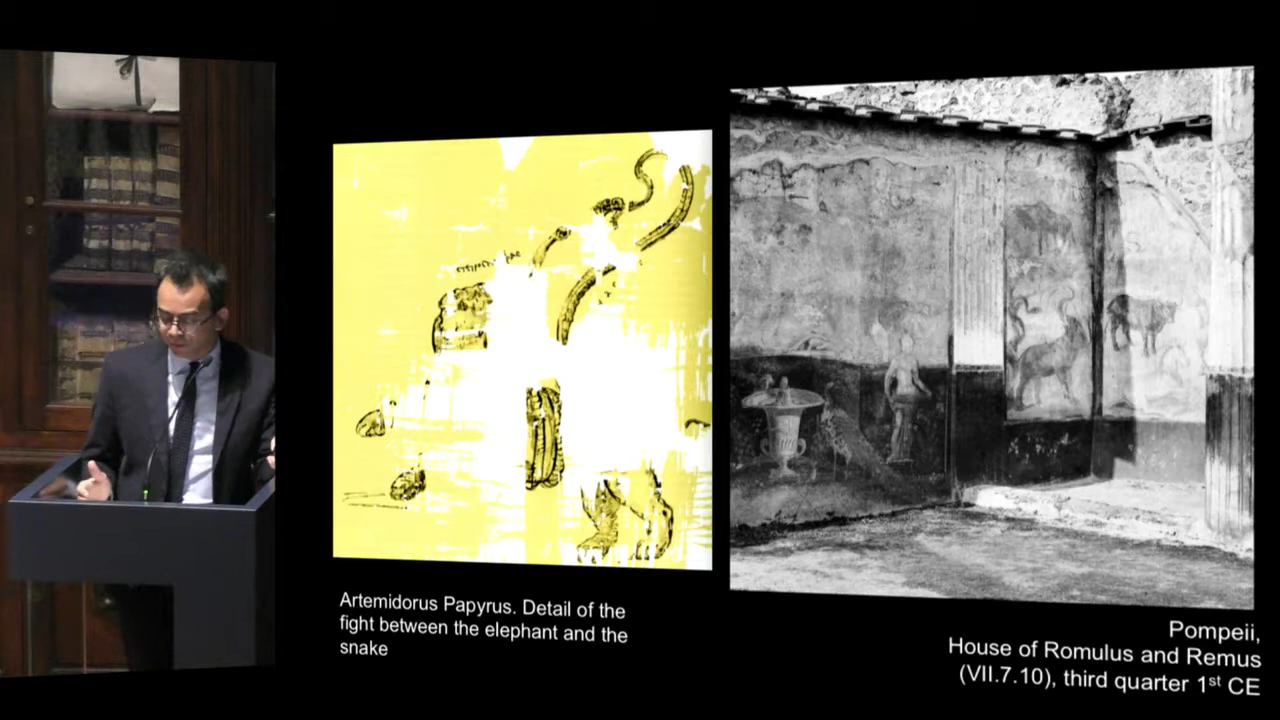 Artemidorus Papyrus. Detail of the
fight between the elephant and the
snake
Pompeii,
House of Romulus and Remus
(VII.7.10), third quarter 1st CE